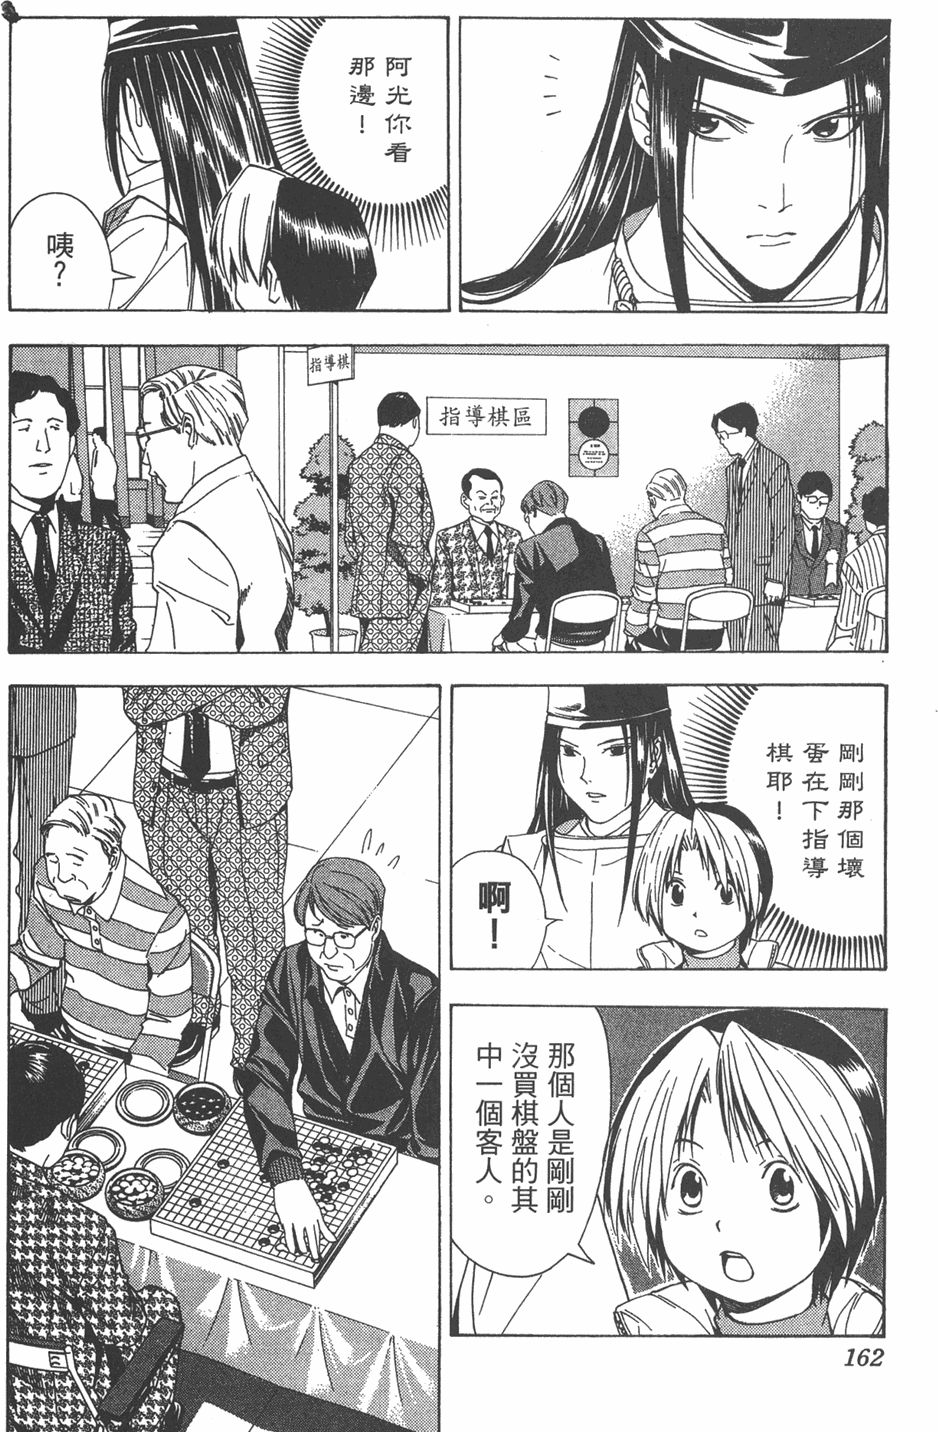 阿光你看
那邊！
咦？
指導棋
指導棋區
剛剛那個壞
蛋在下指導
棋耶！
啊！
那個人是剛剛
沒買棋盤的其
中一個客人。
162